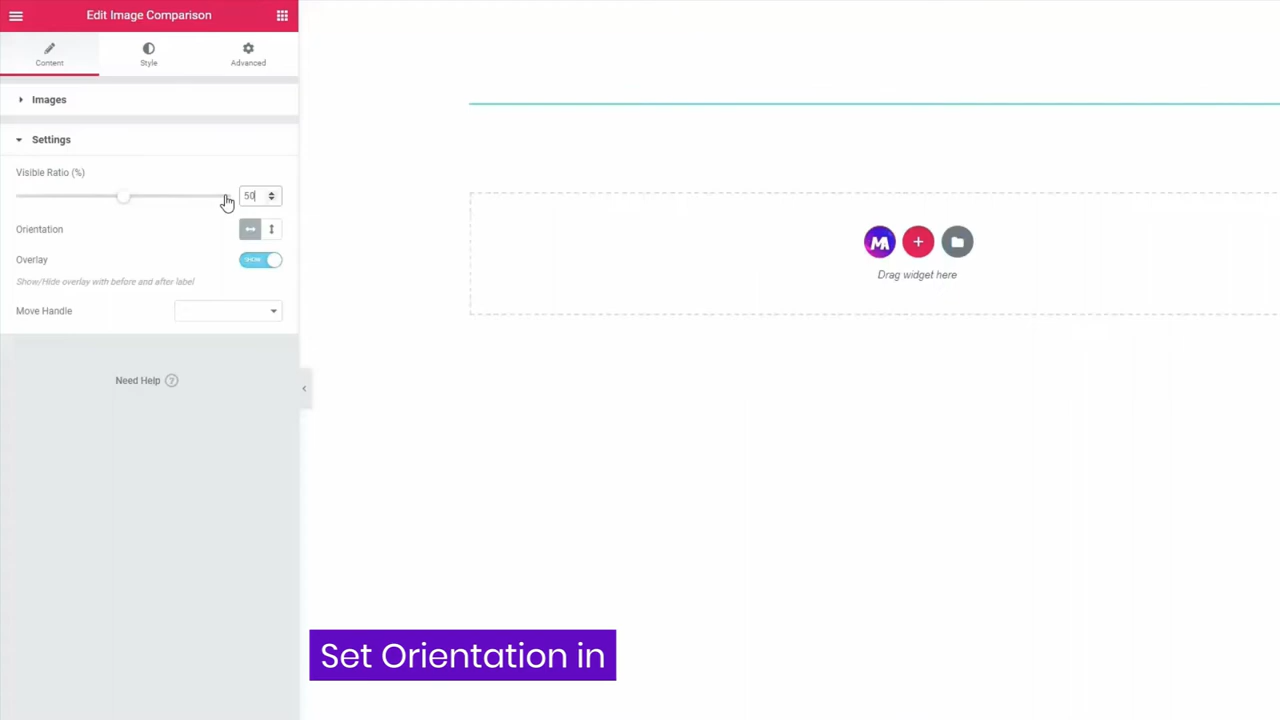 Edit Image Comparison
Content
Style
Advanced
Images
Settings
Visible Ratio (%)
50
Orientation
Overlay
SHOW
Show/Hide overlay with before and after label
Move Handle
Need Help ?
Drag widget here
Set Orientation in